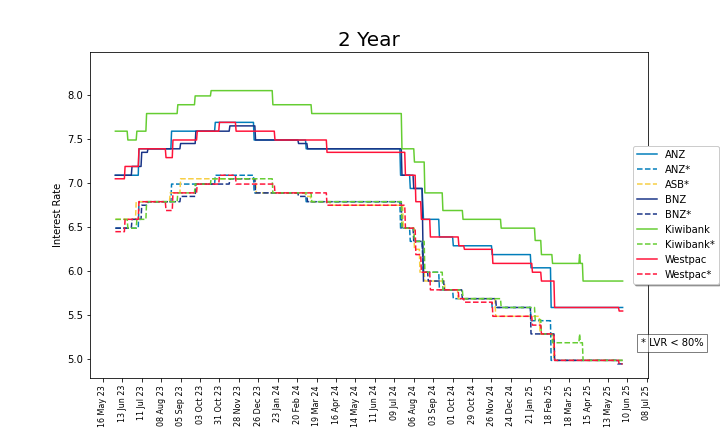 2 Year
Interest Rate
8.0
7.5
7.0
6.5
6.0
5.5
5.0
16 May 23
13 Jun 23
11 Jul 23
08 Aug 23
05 Sep 23
03 Oct 23
31 Oct 23
28 Nov 23
26 Dec 23
23 Jan 24
20 Feb 24
19 Mar 24
16 Apr 24
14 May 24
11 Jun 24
09 Jul 24
06 Aug 24
03 Sep 24
01 Oct 24
29 Oct 24
26 Nov 24
24 Dec 24
21 Jan 25
18 Feb 25
18 Mar 25
15 Apr 25
13 May 25
10 Jun 25
08 Jul 25
ANZ
ANZ*
ASB*
BNZ
BNZ*
Kiwibank
Kiwibank*
Westpac
Westpac*
* LVR < 80%